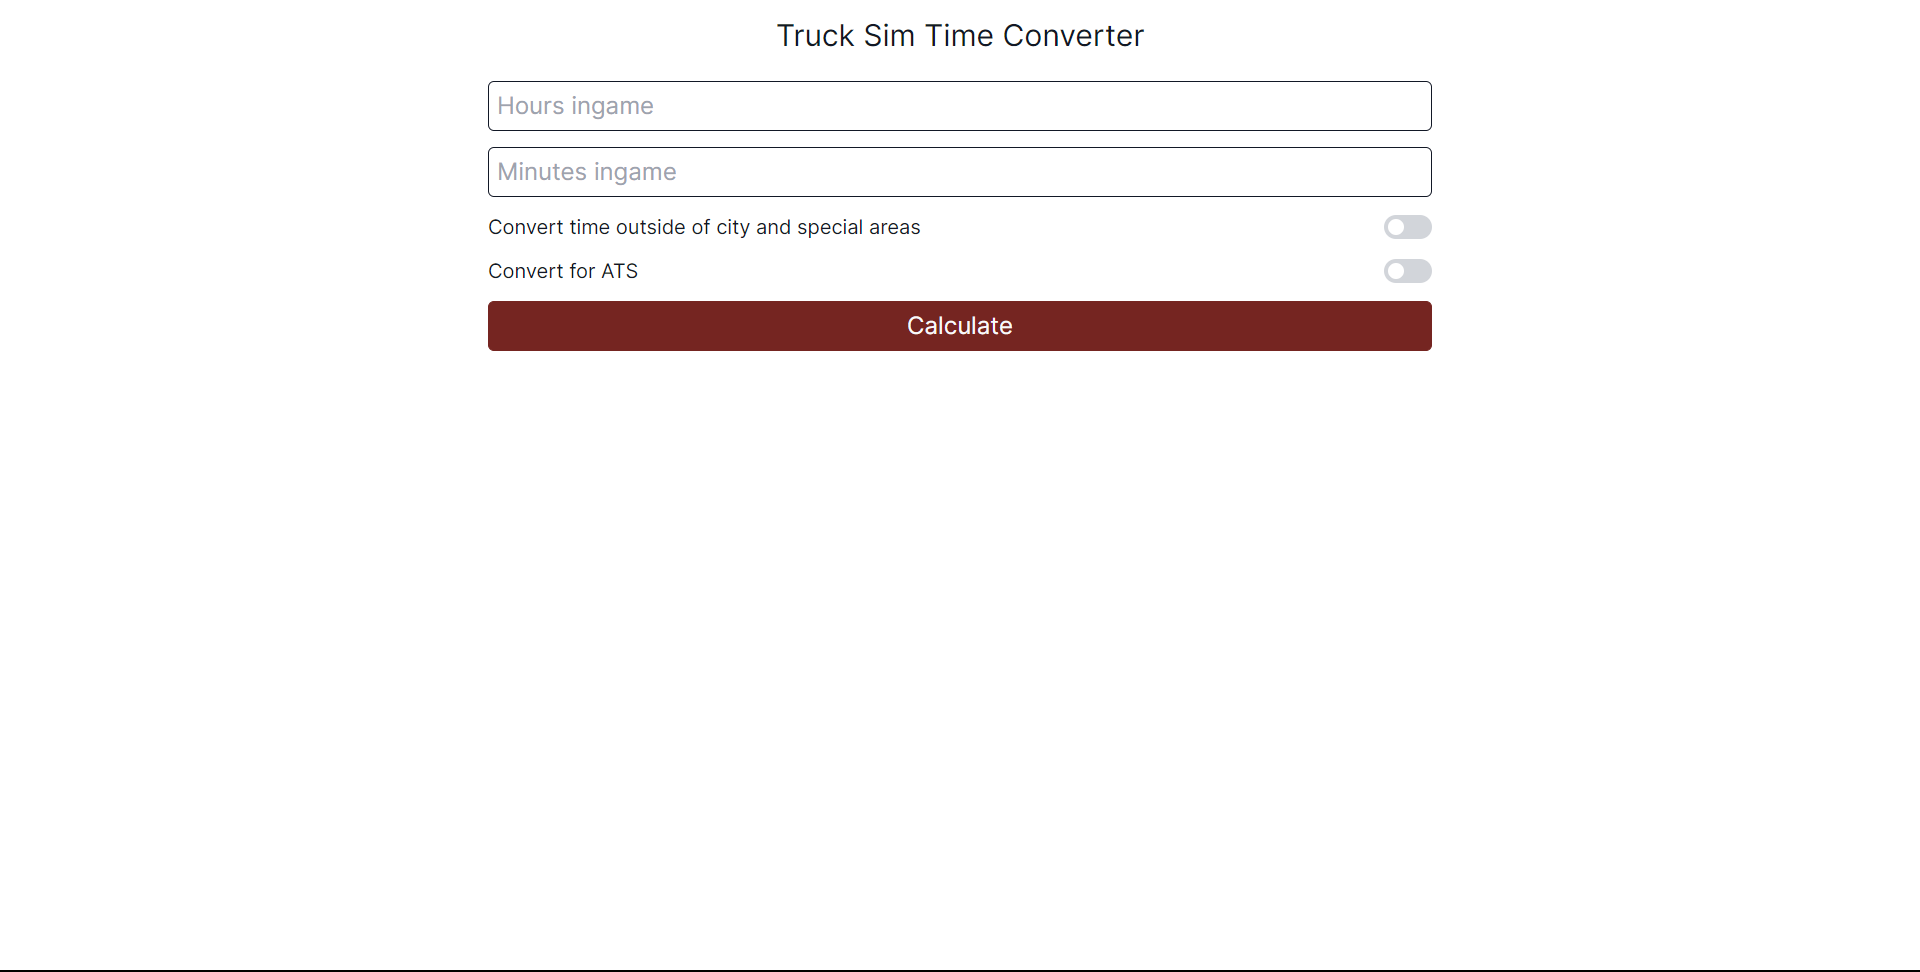 Truck Sim Time Converter
Hours ingame
Minutes ingame
Convert time outside of city and special areas
Convert for ATS
Calculate